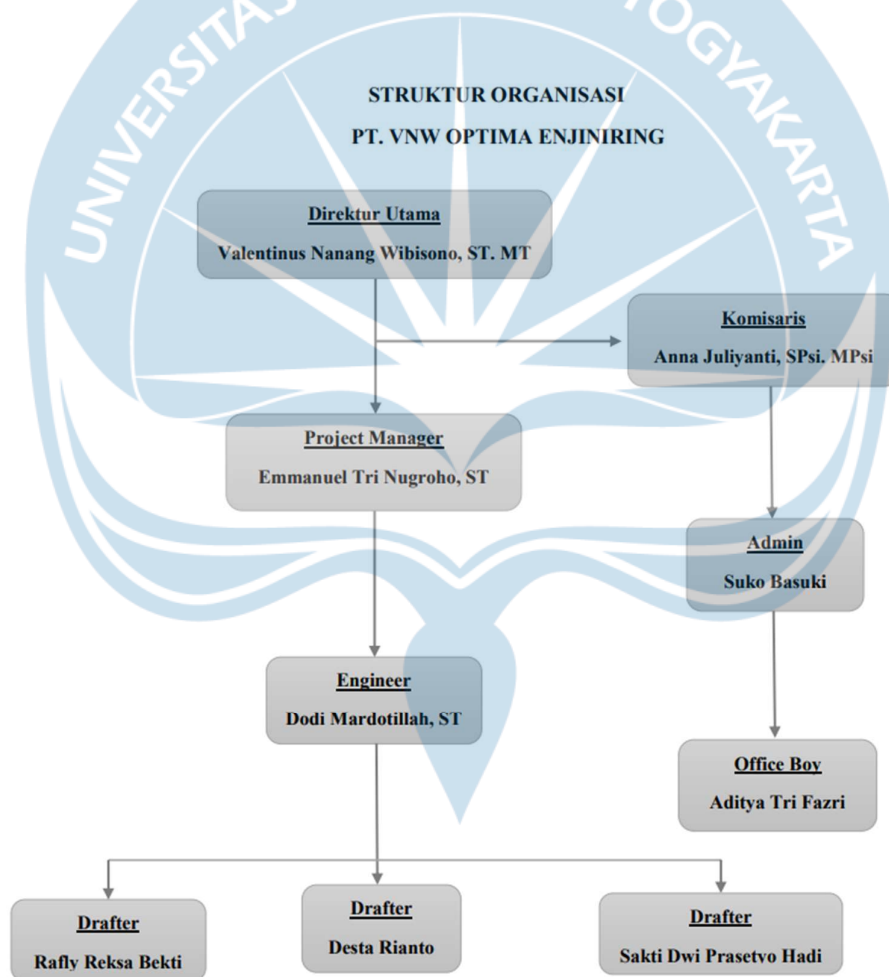 UNIVERSITAS
YOGYAKARTA
STRUKTUR ORGANISASI
PT. VNW OPTIMA ENJINIRING
Direktur Utama
Valentinus Nanang Wibisono, ST. MT
Komisaris
Anna Juliyanti, SPsi. MPsi
Project Manager
Emmanuel Tri Nugroho, ST
Admin
Suko Basuki
Engineer
Dodi Mardotillah, ST
Office Boy
Aditya Tri Fazri
Drafter
Rafly Reksa Bekti
Drafter
Desta Rianto
Drafter
Sakti Dwi Prasetyo Hadi